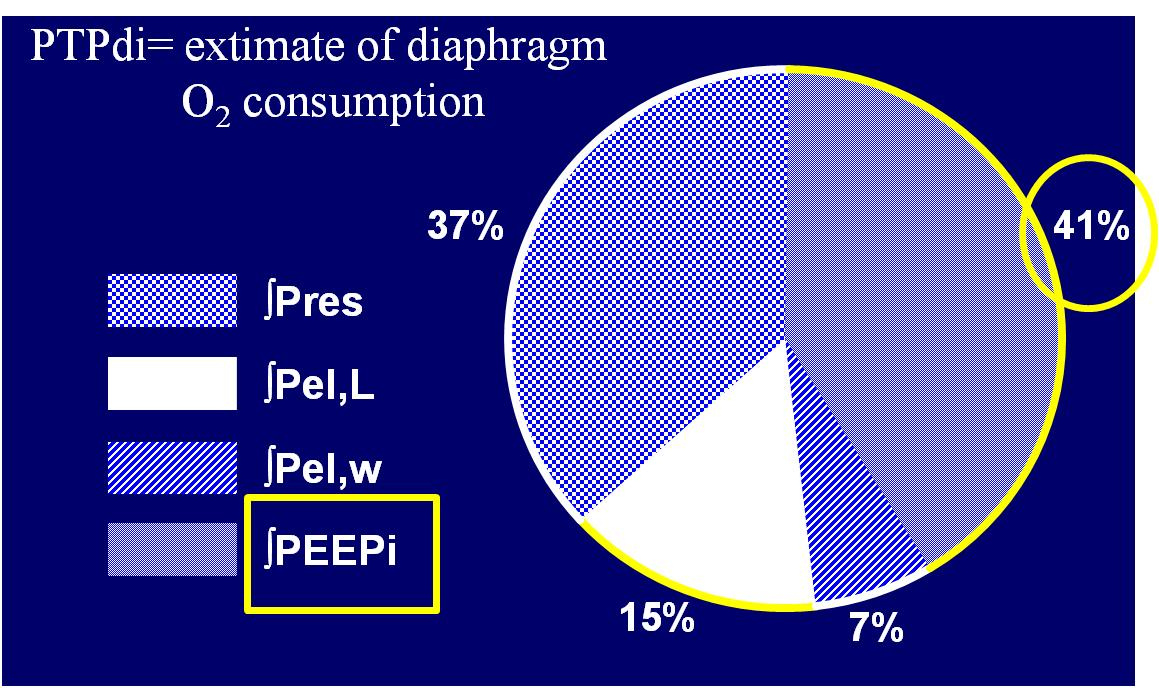 PTPdi= extimate of diaphragm
O₂ consumption
37%
41%
∫Pres
∫Pel,L
∫Pel,w
∫PEEPi
15%
7%